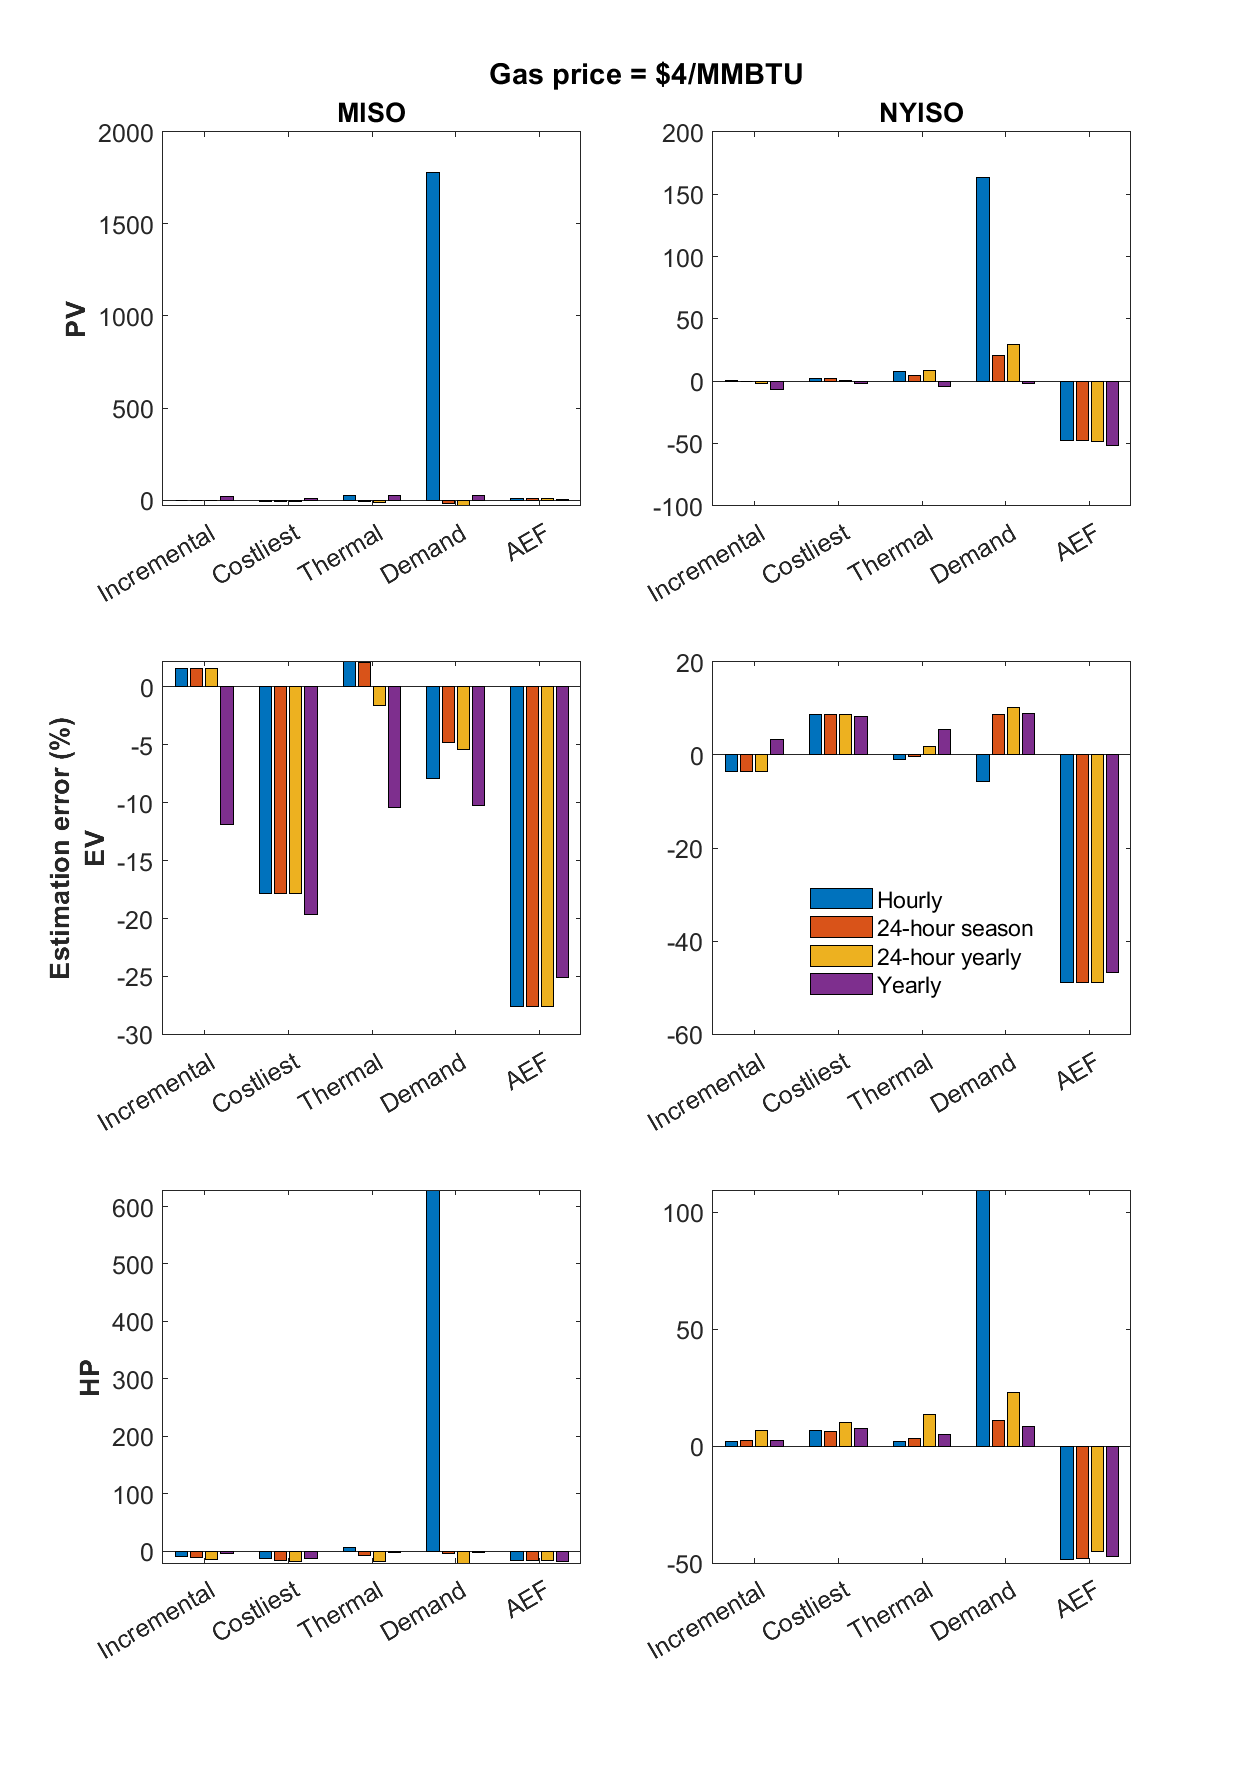 Gas price = $4/MMBTU
MISO
NYISO
PV
2000
1500
1000
500
0
Incremental
Costliest
Thermal
Demand
AEF
200
150
100
50
0
-50
-100
Incremental
Costliest
Thermal
Demand
AEF
Estimation error (%)
EV
0
-5
-10
-15
-20
-25
-30
Incremental
Costliest
Thermal
Demand
AEF
20
0
-20
-40
-60
Hourly
24-hour season
24-hour yearly
Yearly
Incremental
Costliest
Thermal
Demand
AEF
HP
600
500
400
300
200
100
0
Incremental
Costliest
Thermal
Demand
AEF
100
50
0
-50
Incremental
Costliest
Thermal
Demand
AEF